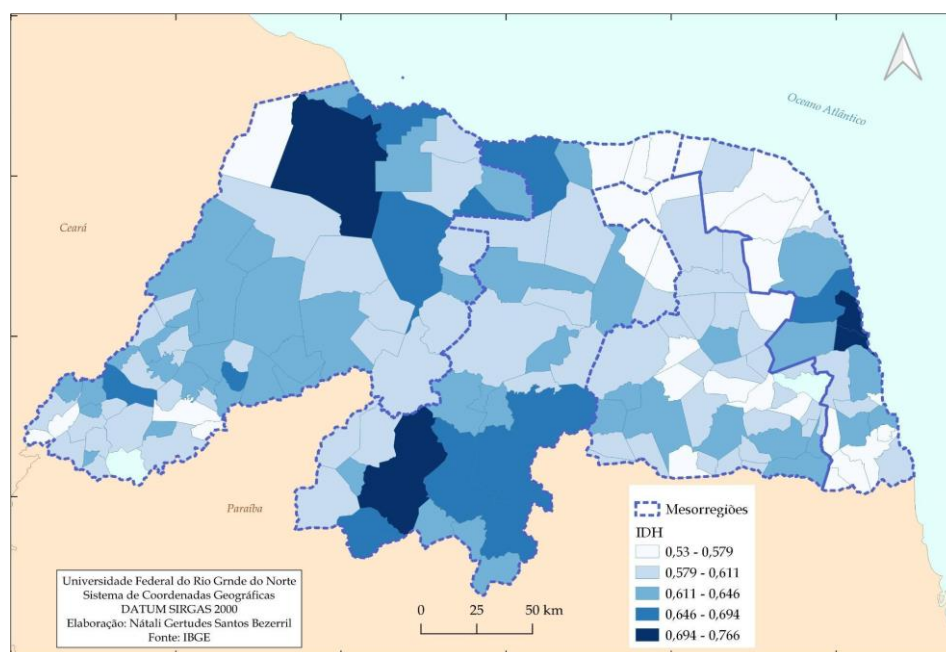 Oceano Atlântico
Ceará
Paraíba
Mesorregiões
IDH
0,53 - 0,579
0,579 - 0,611
0,611 - 0,646
0,646 - 0,694
0,694 - 0,766
Universidade Federal do Rio Grnde do Norte
Sistema de Coordenadas Geográficas
DATUM SIRGAS 2000
Elaboração: Nátali Gertudes Santos Bezerril
Fonte: IBGE
0 25 50 km